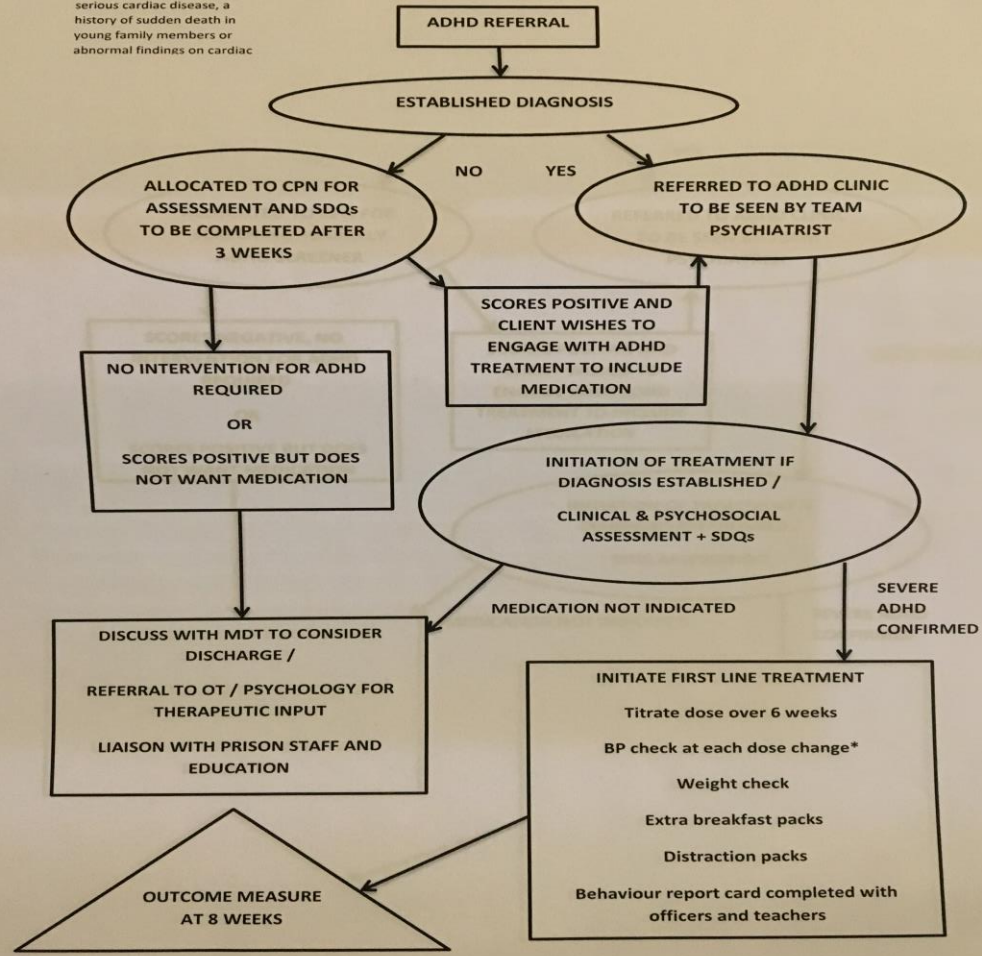 serious cardiac disease, a
history of sudden death in
young family members or
abnormal findings on cardiac
ADHD REFERRAL
ESTABLISHED DIAGNOSIS
NO
YES
ALLOCATED TO CPN FOR
ASSESSMENT AND SDQs
TO BE COMPLETED AFTER
3 WEEKS
REFERRED TO ADHD CLINIC
TO BE SEEN BY TEAM
PSYCHIATRIST
SCORES POSITIVE AND
CLIENT WISHES TO
ENGAGE WITH ADHD
TREATMENT TO INCLUDE
MEDICATION
NO INTERVENTION FOR ADHD
REQUIRED
OR
SCORES POSITIVE BUT DOES
NOT WANT MEDICATION
INITIATION OF TREATMENT IF
DIAGNOSIS ESTABLISHED /
CLINICAL & PSYCHOSOCIAL
ASSESSMENT + SDQs
MEDICATION NOT INDICATED
SEVERE
ADHD
CONFIRMED
DISCUSS WITH MDT TO CONSIDER
DISCHARGE /
REFERRAL TO OT / PSYCHOLOGY FOR
THERAPEUTIC INPUT
LIAISON WITH PRISON STAFF AND
EDUCATION
INITIATE FIRST LINE TREATMENT
Titrate dose over 6 weeks
BP check at each dose change*
Weight check
Extra breakfast packs
Distraction packs
Behaviour report card completed with
officers and teachers
OUTCOME MEASURE
AT 8 WEEKS